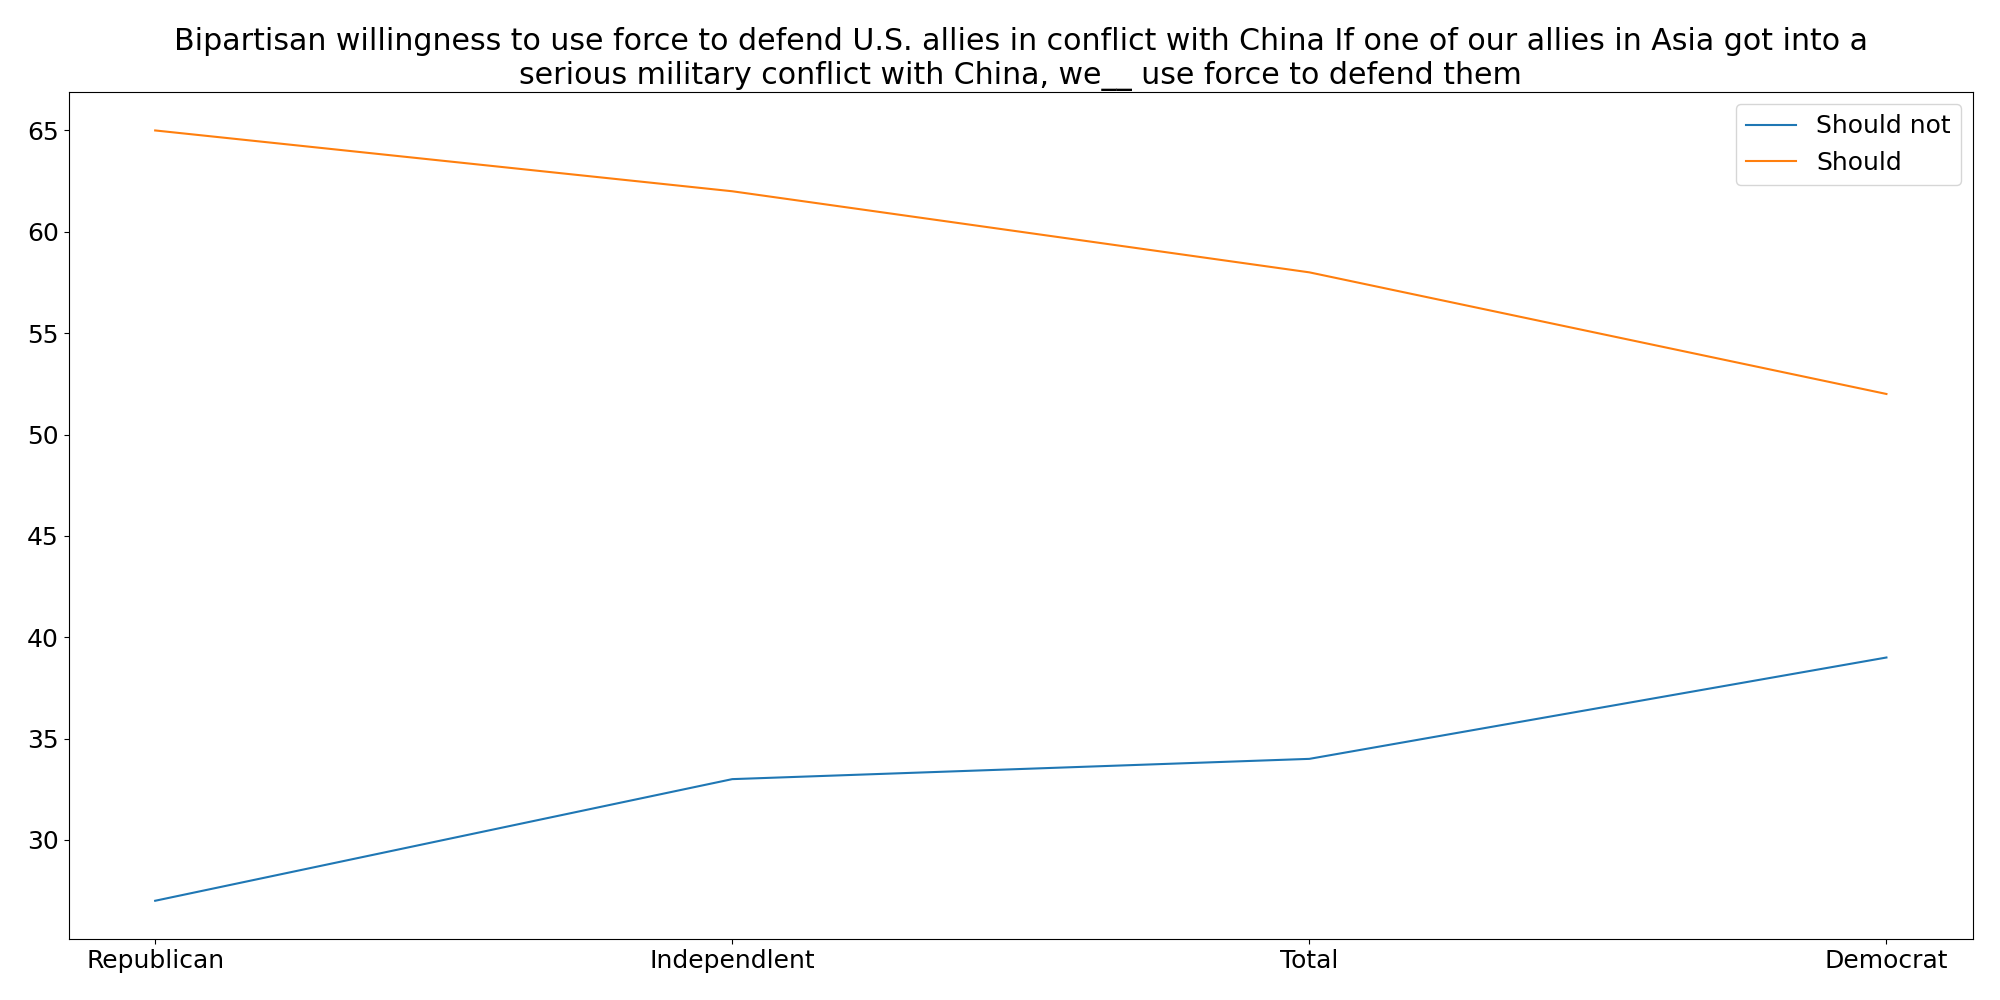 Bipartisan willingness to use force to defend U.S. allies in conflict with China If one of our allies in Asia got into a
serious military conflict with China, we__ use force to defend them
Should not
Should
65
60
55
50
45
40
35
30
Republican
Independlent
Total
Democrat